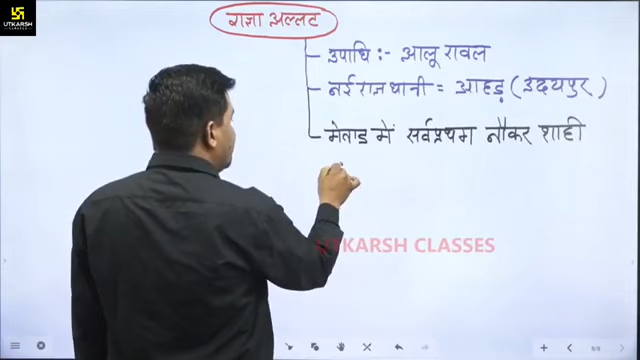 UTKARSH
CLASSES
राजा अल्लट
उपाधि :- आलू रावल
नई राजधानी = आहड़ (उदयपुर)
मेवाड़ में सर्वप्रथम नौकर शाही
UTKARSH CLASSES